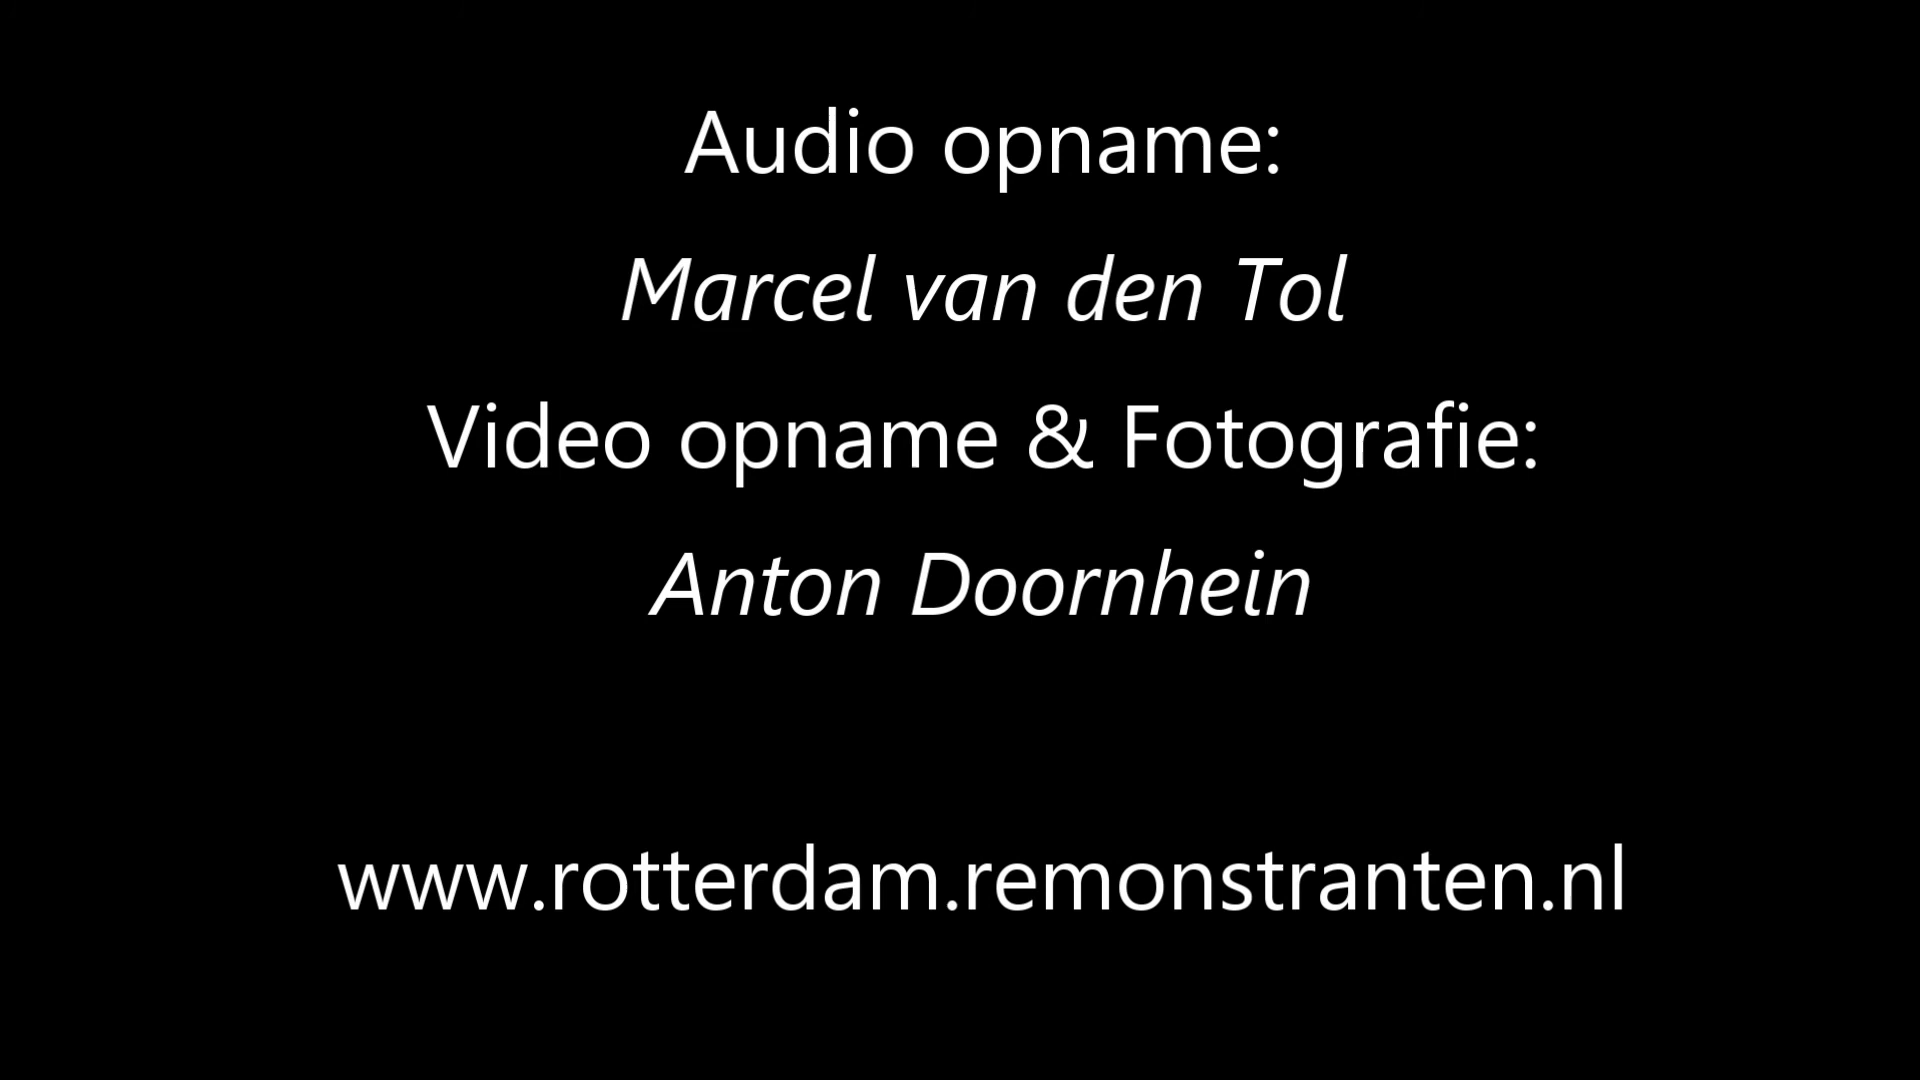 Audio opname:
Marcel van den Tol
Video opname & Fotografie:
Anton Doornhein
www.rotterdam.remonstranten.nl